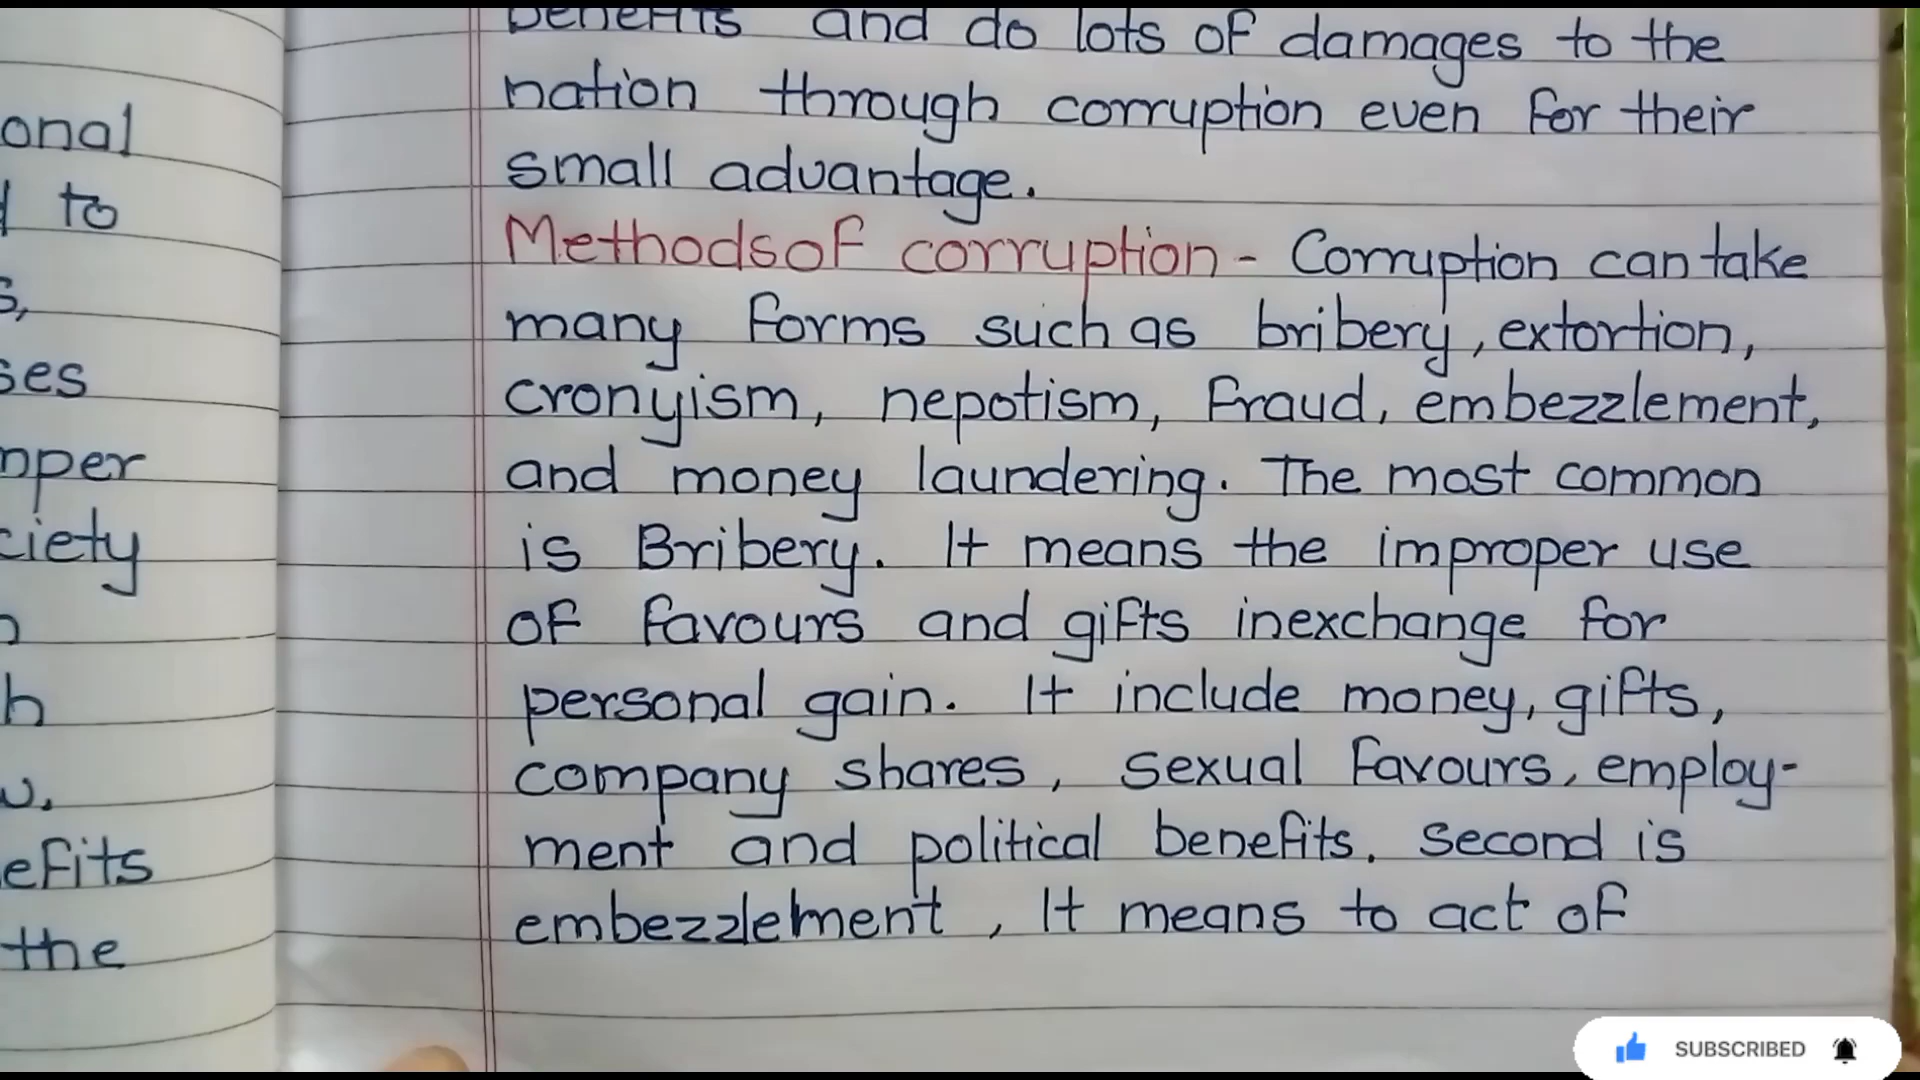 benefits and do lots of damages to the
nation through corruption even for their
small advantage.
Methods of corruption - Corruption can take
many forms such as bribery, extortion,
cronyism, nepotism, Fraud, embezzlement,
and money laundering. The most common
is Bribery. It means the improper use
of favours and gifts inexchange for
personal gain. It include money, gifts,
company shares, sexual favours, employ-
ment and political benefits. Second is
embezzlement, It means to act of
onal
to
ses
ciety
h
efits
the
SUBSCRIBED